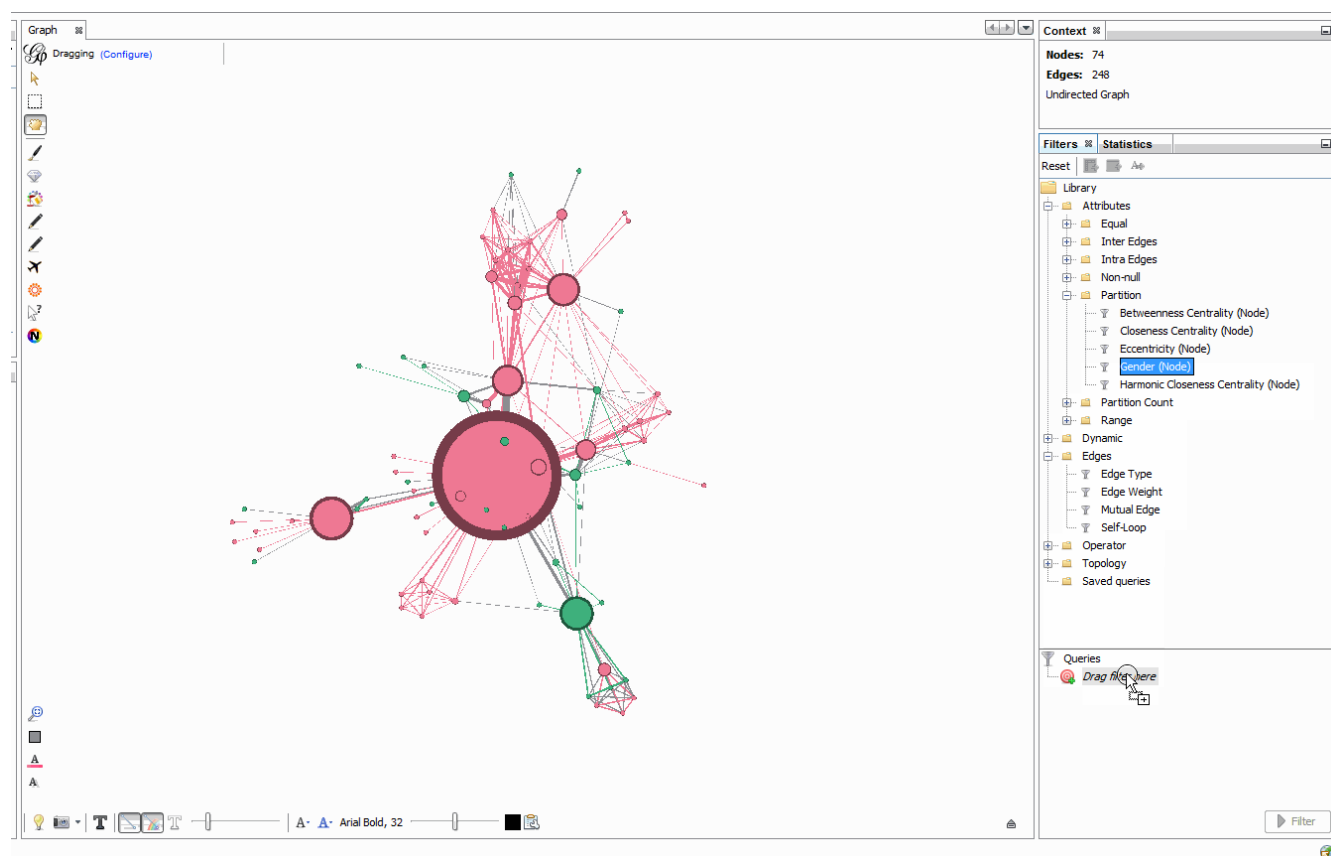 Graph
Dragging (Configure)
Context
Nodes: 74
Edges: 248
Undirected Graph
Filters Statistics
Reset
Library
Attributes
Equal
Inter Edges
Intra Edges
Non-null
Partition
Betweenness Centrality (Node)
Closeness Centrality (Node)
Eccentricity (Node)
Gender (Node)
Harmonic Closeness Centrality (Node)
Partition Count
Range
Dynamic
Edges
Edge Type
Edge Weight
Mutual Edge
Self-Loop
Operator
Topology
Saved queries
Queries
Drag filter here
A
A
T T A- A- Arial Bold, 32
Filter